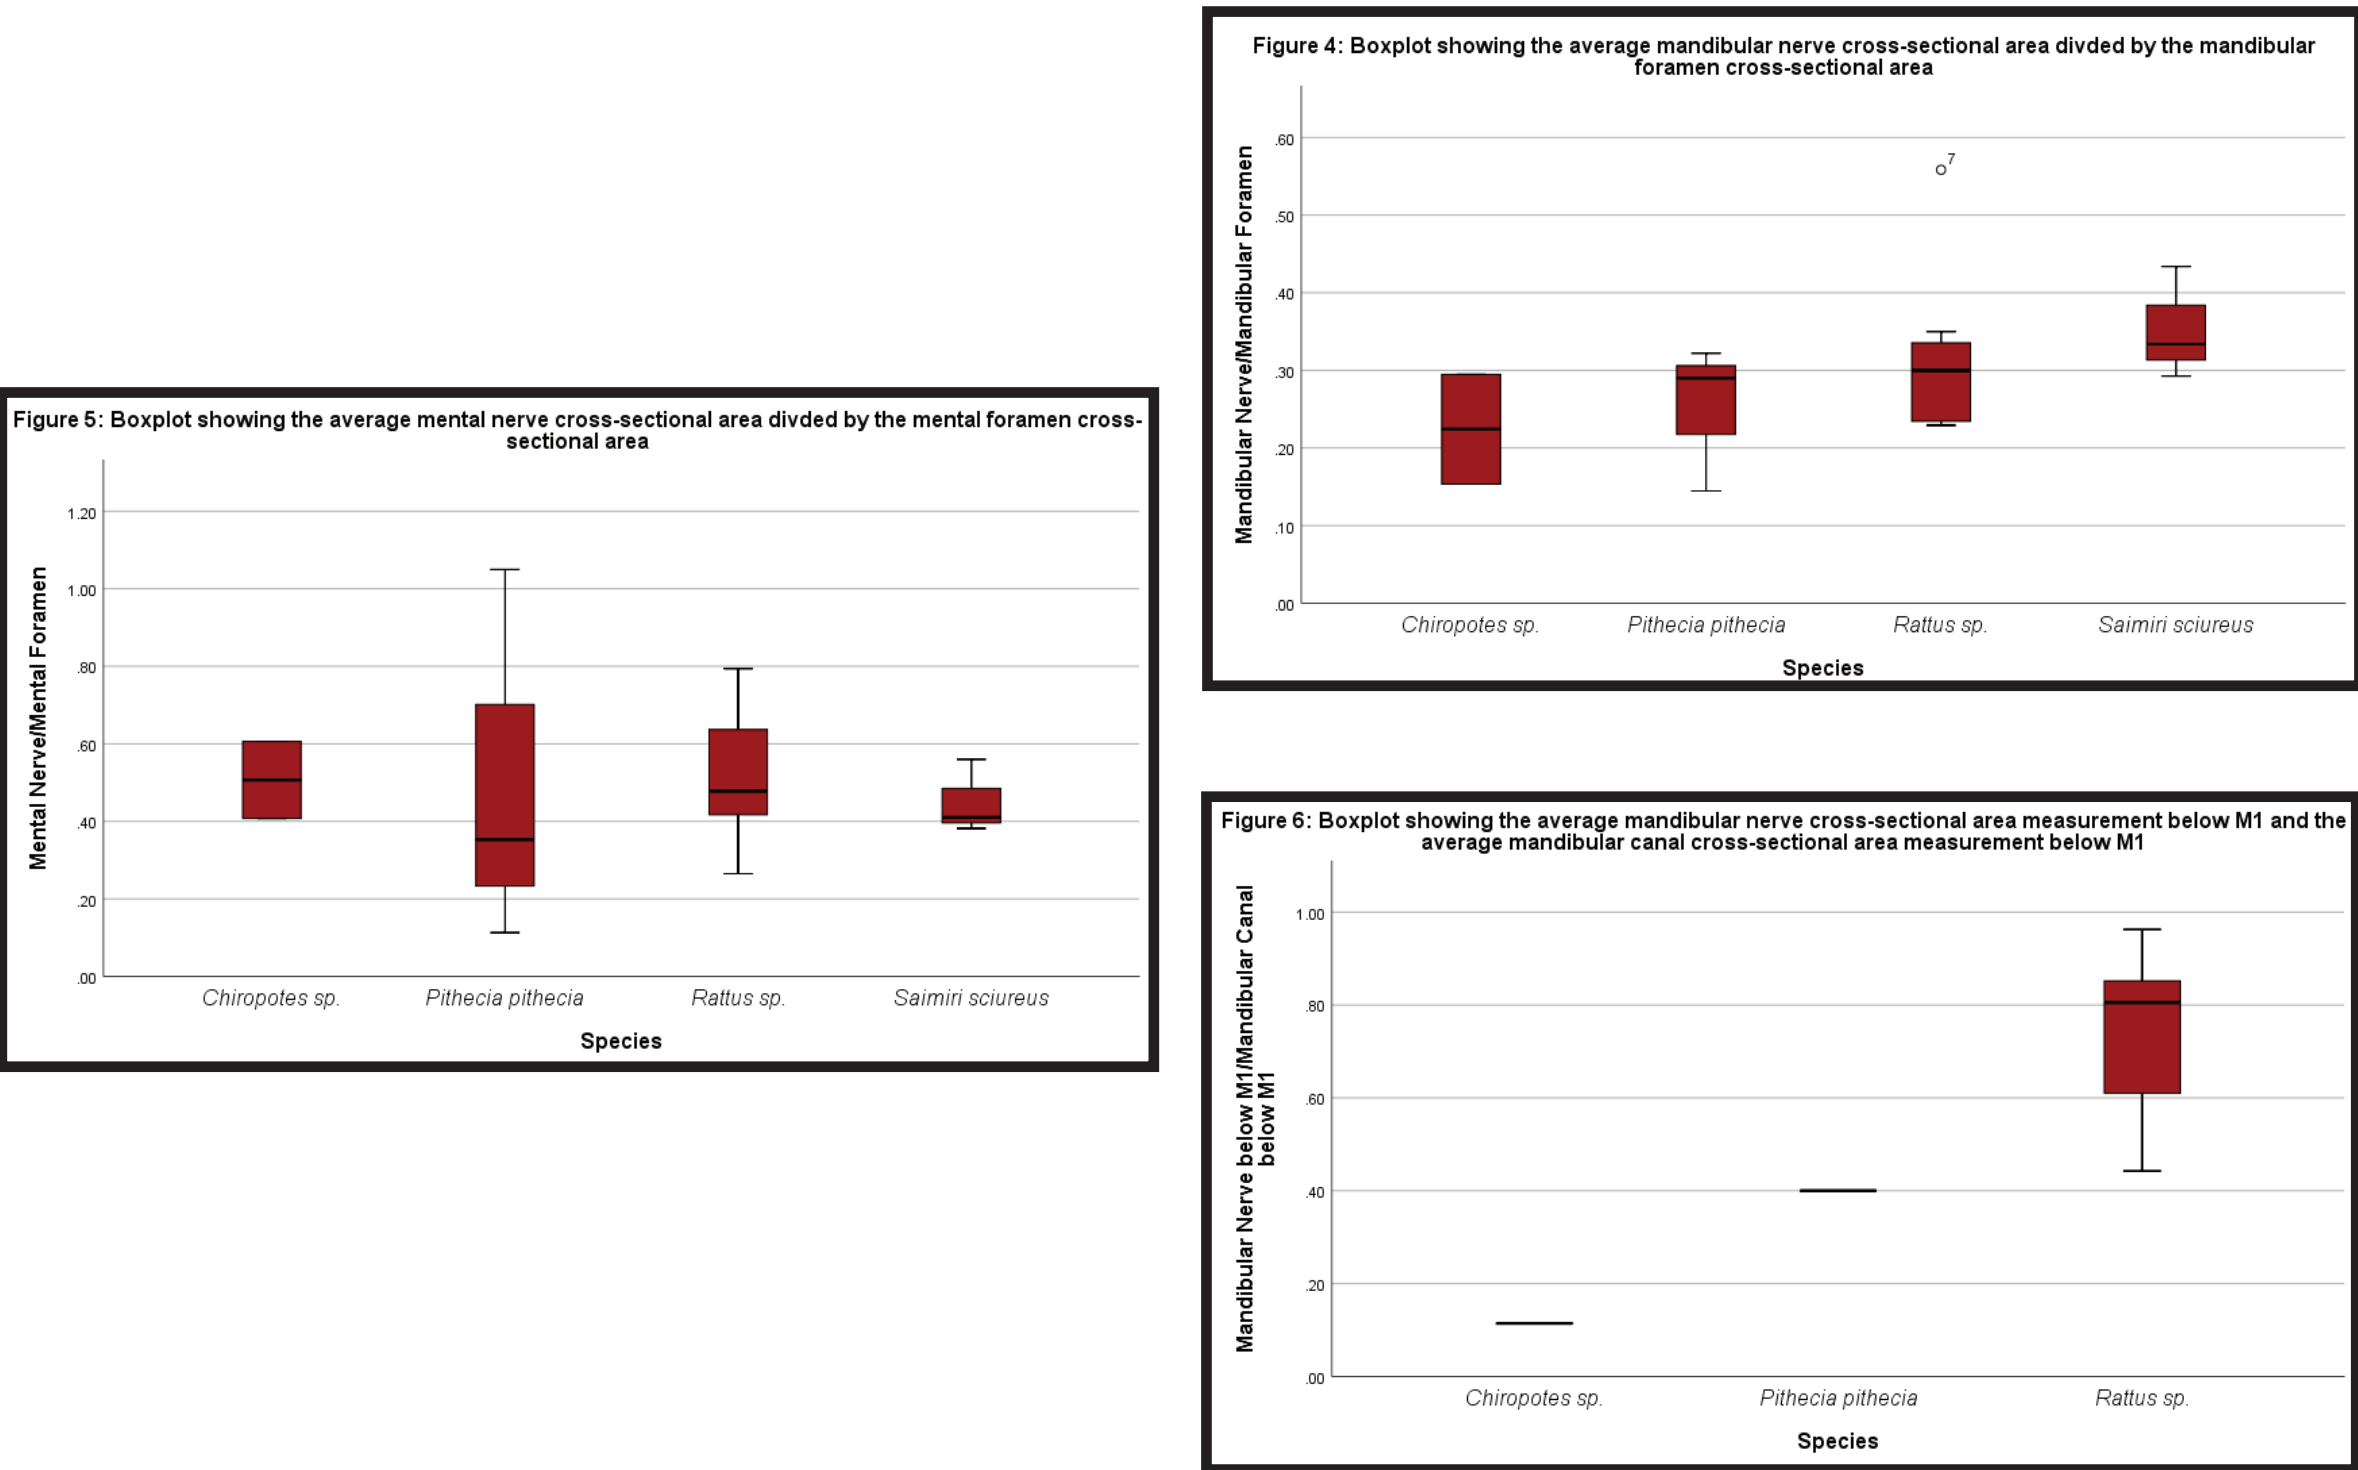 Figure 4: Boxplot showing the average mandibular nerve cross-sectional area divded by the mandibular
foramen cross-sectional area
Mandibular Nerve/Mandibular Foramen
.60
.50
.40
.30
.20
.10
.00
7
Chiropotes sp.
Pithecia pithecia
Rattus sp.
Saimiri sciureus
Species
Figure 5: Boxplot showing the average mental nerve cross-sectional area divded by the mental foramen cross-
sectional area
Mental Nerve/Mental Foramen
1.20
1.00
.80
.60
.40
.20
.00
Chiropotes sp.
Pithecia pithecia
Rattus sp.
Saimiri sciureus
Species
Figure 6: Boxplot showing the average mandibular nerve cross-sectional area measurement below M1 and the
average mandibular canal cross-sectional area measurement below M1
Mandibular Nerve below M1/Mandibular Canal
below M1
1.00
.80
.60
.40
.20
.00
Chiropotes sp.
Pithecia pithecia
Rattus sp.
Species